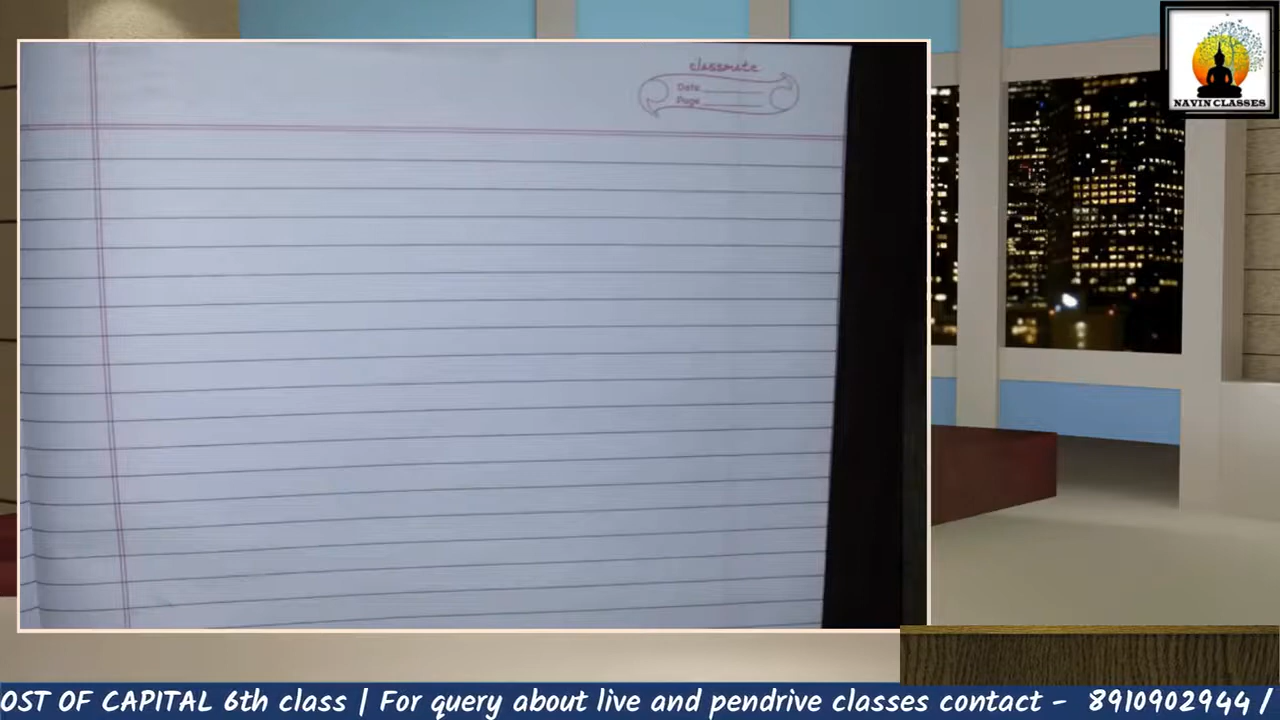 classmate
Date
Page
NAVIN CLASSES
OST OF CAPITAL 6th class | For query about live and pendrive classes contact - 8910902944 /